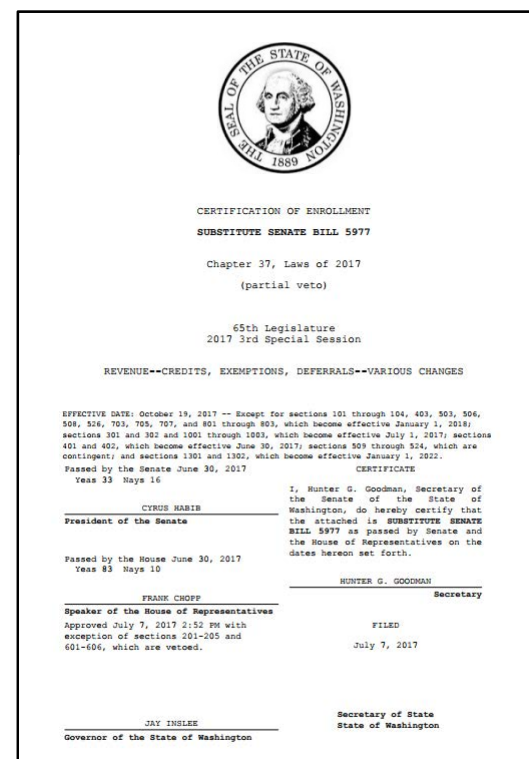 THE SEAL OF THE STATE OF WASHINGTON
1889
CERTIFICATION OF ENROLLMENT
SUBSTITUTE SENATE BILL 5977
Chapter 37, Laws of 2017
(partial veto)
65th Legislature
2017 3rd Special Session
REVENUE--CREDITS, EXEMPTIONS, DEFERRALS--VARIOUS CHANGES
EFFECTIVE DATE: October 19, 2017 -- Except for sections 101 through 104, 403, 503, 506,
508, 526, 703, 705, 707, and 801 through 803, which become effective January 1, 2018;
sections 301 and 302 and 1001 through 1003, which become effective July 1, 2017; sections
401 and 402, which become effective June 30, 2017; sections 509 through 524, which are
contingent; and sections 1301 and 1302, which become effective January 1, 2022.
Passed by the Senate June 30, 2017
Yeas 33 Nays 16
CYRUS HABIB
President of the Senate
Passed by the House June 30, 2017
Yeas 83 Nays 10
FRANK CHOPP
Speaker of the House of Representatives
Approved July 7, 2017 2:52 PM with
exception of sections 201-205 and
601-606, which are vetoed.
JAY INSLEE
Governor of the State of Washington
CERTIFICATE
I, Hunter G. Goodman, Secretary of
the Senate of the State of
Washington, do hereby certify that
the attached is SUBSTITUTE SENATE
BILL 5977 as passed by Senate and
the House of Representatives on the
dates hereon set forth.
HUNTER G. GOODMAN
Secretary
FILED
July 7, 2017
Secretary of State
State of Washington